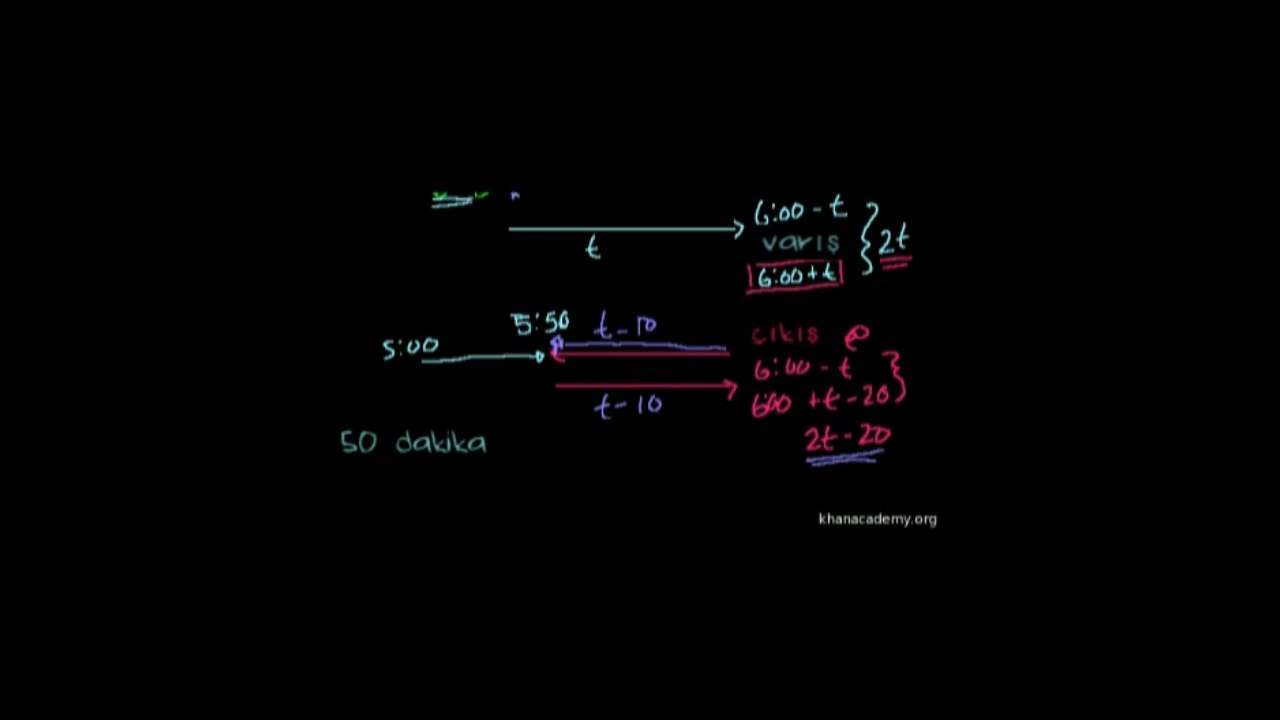 6:00 - t
t
varış
2t
6:00 + t
5:50
t - 10
çıkış
5:00
6:00 - t
t - 10
6:00 + t - 20
2t - 20
50 dakika
khanacademy.org